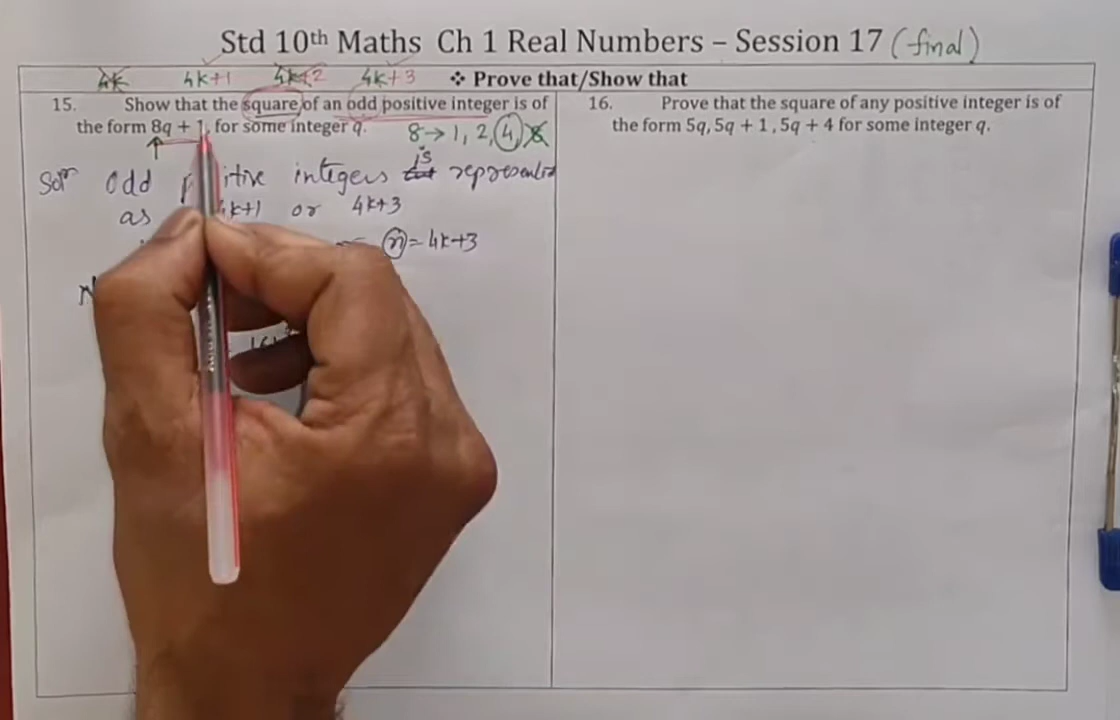 Std 10th Maths Ch 1 Real Numbers – Session 17 (final)
4k 4k+1 4k+2 4k+3 ❖ Prove that/Show that
15. Show that the square of an odd positive integer is of
the form 8q + 1, for some integer q. 8→1, 2, 4, 8
Solⁿ Odd integers is represented
as 4k+1 or 4k+3
n = 4k+3
16. Prove that the square of any positive integer is of
the form 5q, 5q + 1 , 5q + 4 for some integer q.